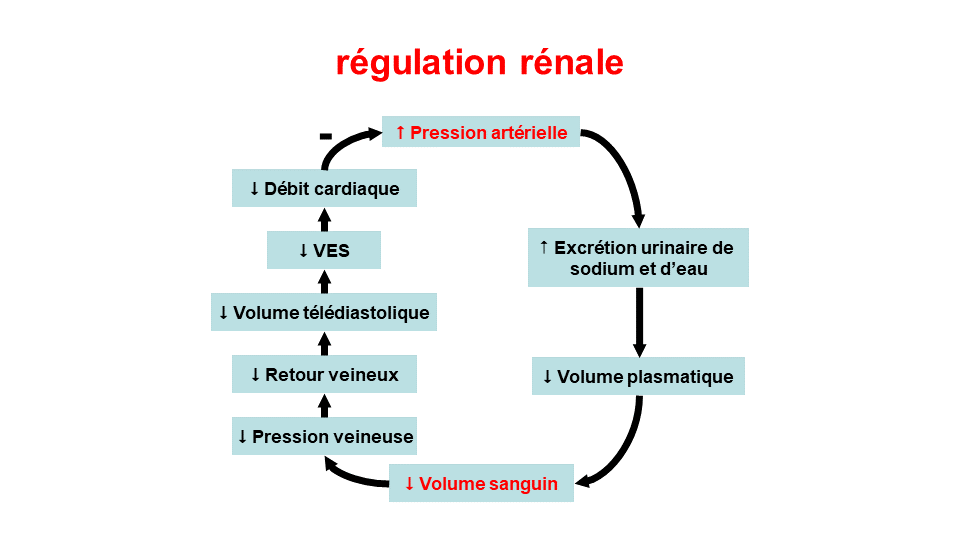 régulation rénale
-
↑ Pression artérielle
↑ Excrétion urinaire de
sodium et d’eau
↓ Volume plasmatique
↓ Volume sanguin
↓ Pression veineuse
↓ Retour veineux
↓ Volume télédiastolique
↓ VES
↓ Débit cardiaque